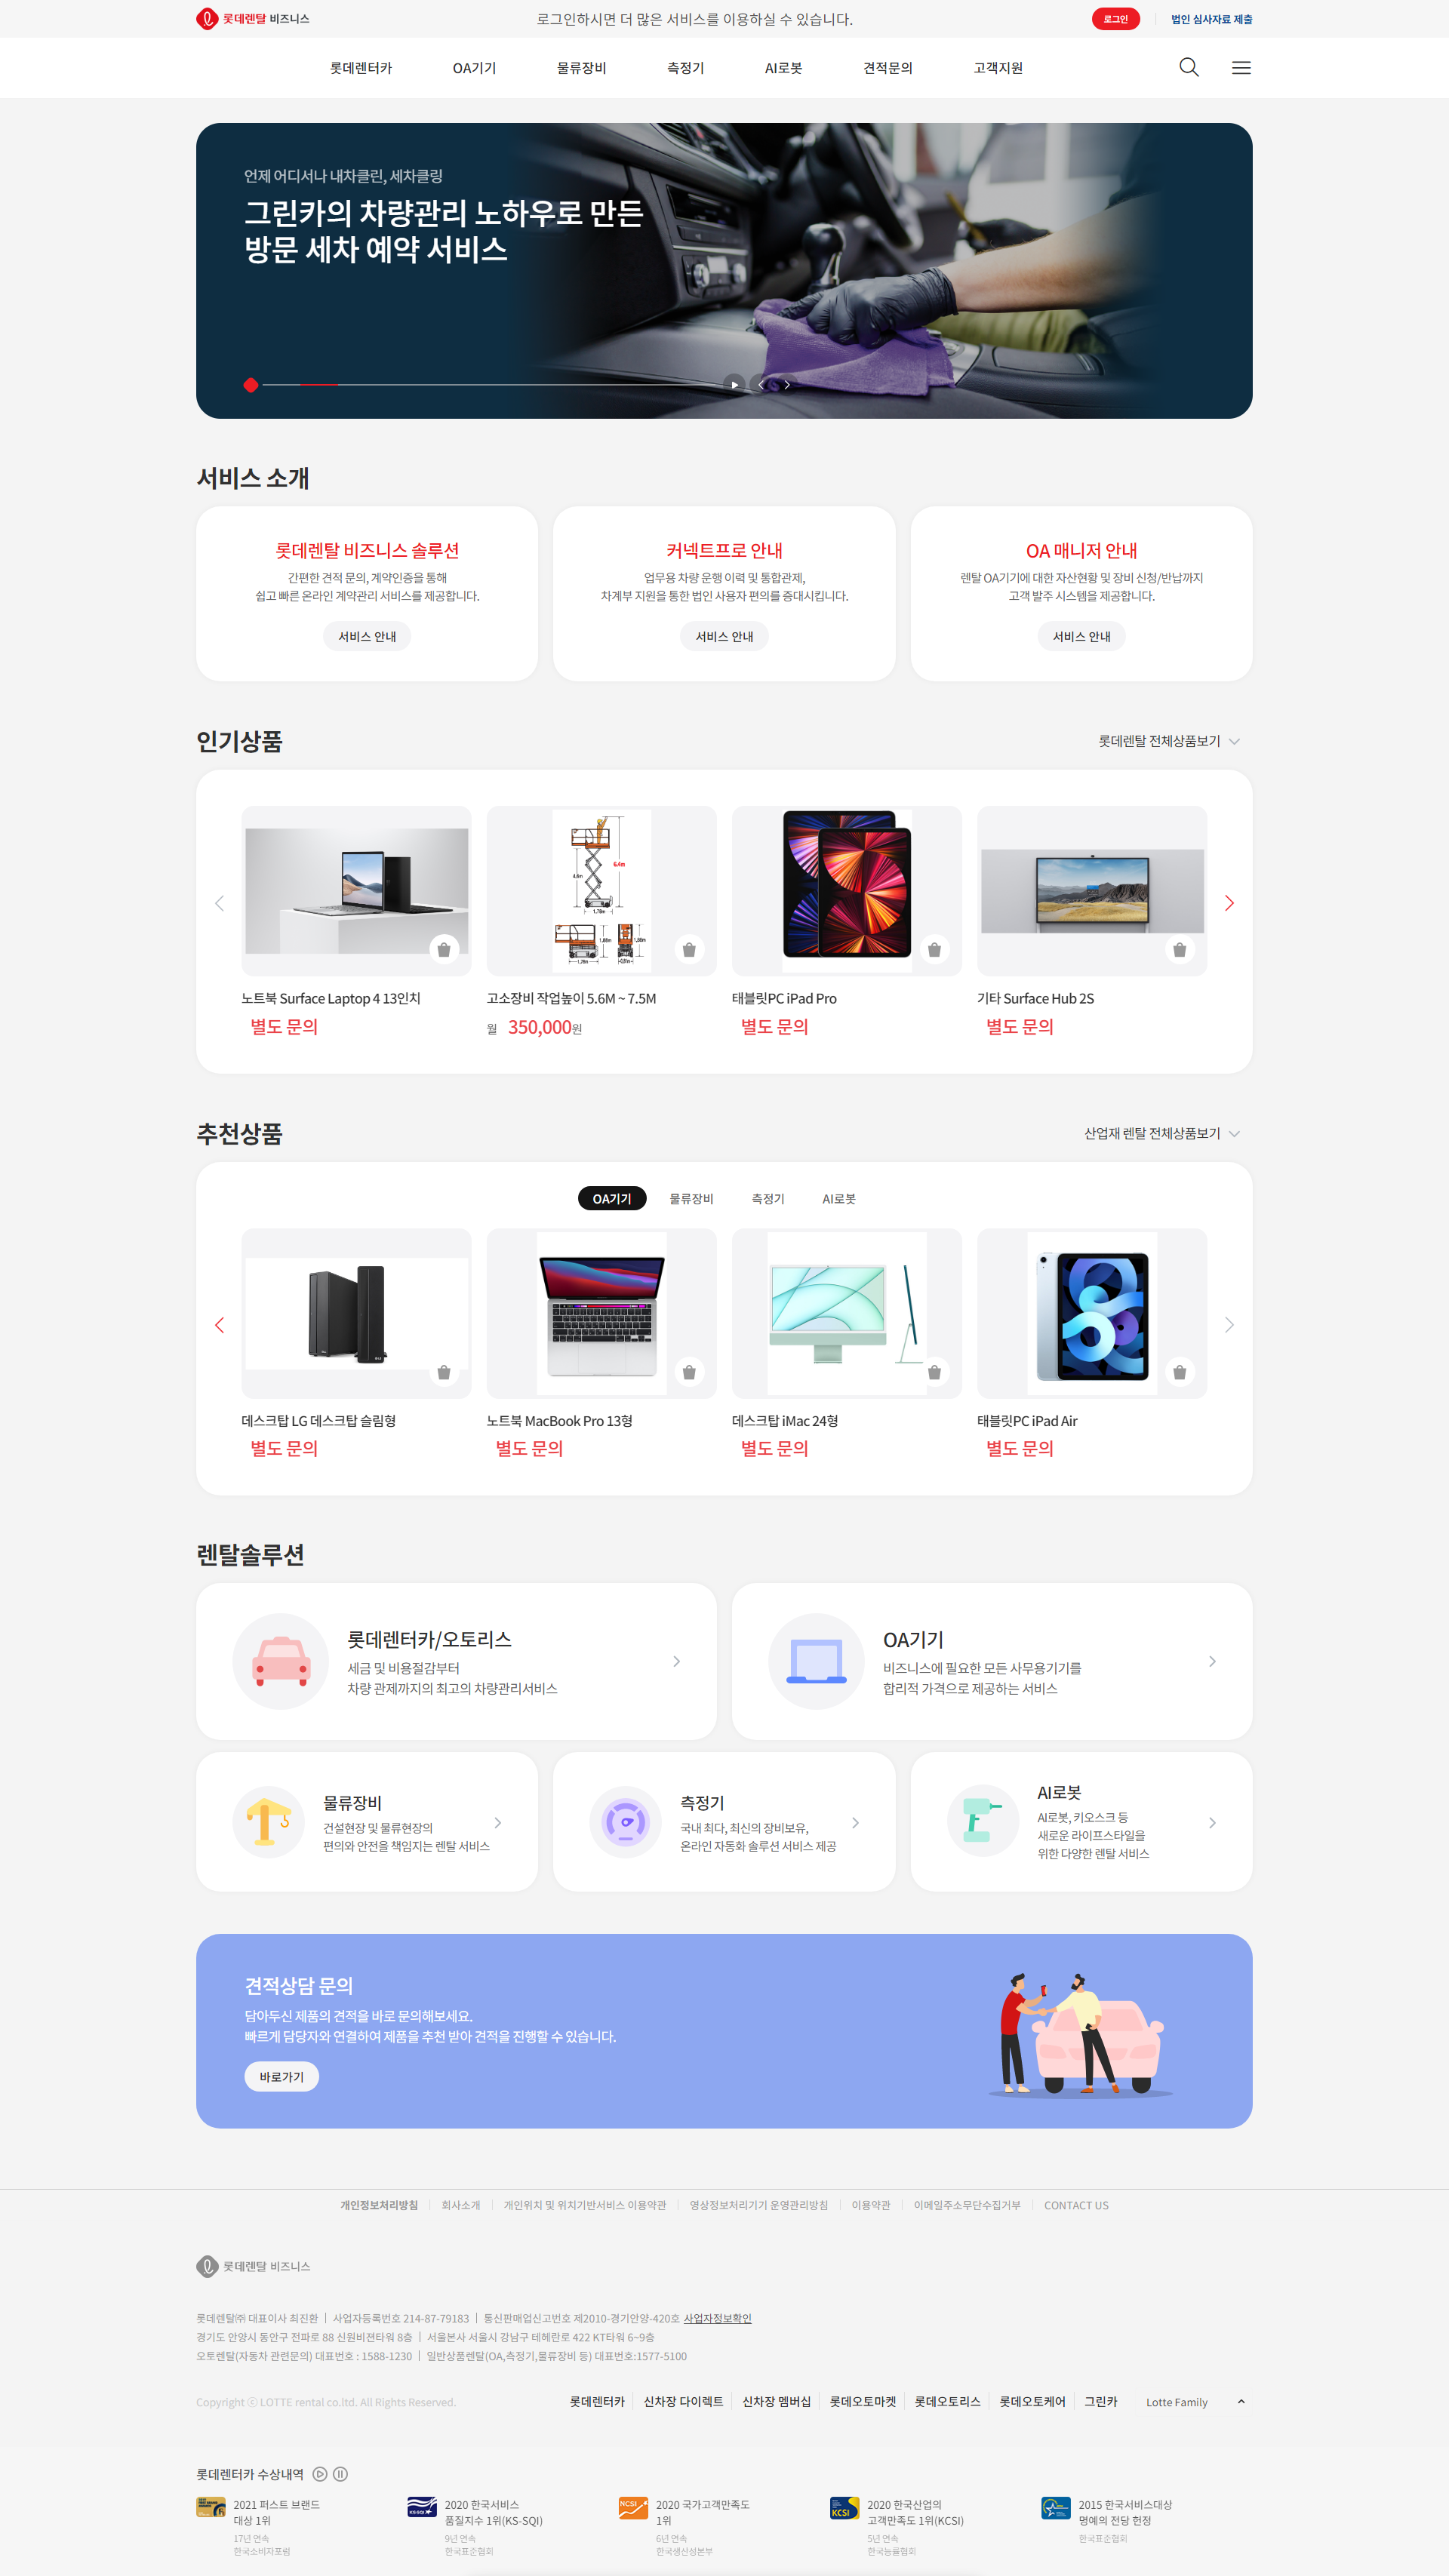 롯데렌탈 비즈니스
로그인하시면 더 많은 서비스를 이용하실 수 있습니다.
로그인
법인 심사자료 제출
롯데렌터카
OA기기
물류장비
측정기
AI로봇
견적문의
고객지원
언제 어디서나 내차클린, 세차클링
그린카의 차량관리 노하우로 만든
방문 세차 예약 서비스
서비스 소개
롯데렌탈 비즈니스 솔루션
간편한 견적 문의, 계약인증을 통해
쉽고 빠른 온라인 계약관리 서비스를 제공합니다.
서비스 안내
커넥트프로 안내
업무용 차량 운행 이력 및 통합관제,
차계부 지원을 통한 법인 사용자 편의를 증대시킵니다.
서비스 안내
OA 매니저 안내
렌탈 OA기기에 대한 자산현황 및 장비 신청/반납까지
고객 발주 시스템을 제공합니다.
서비스 안내
인기상품
롯데렌탈 전체상품보기
노트북 Surface Laptop 4 13인치
별도 문의
6.4m
4.6m
1.70m
고소장비 작업높이 5.6M ~ 7.5M
월 350,000원
태블릿PC iPad Pro
별도 문의
기타 Surface Hub 2S
별도 문의
추천상품
산업재 렌탈 전체상품보기
OA기기
물류장비
측정기
AI로봇
데스크탑 LG 데스크탑 슬림형
별도 문의
노트북 MacBook Pro 13형
별도 문의
데스크탑 iMac 24형
별도 문의
태블릿PC iPad Air
별도 문의
렌탈솔루션
롯데렌터카/오토리스
세금 및 비용절감부터
차량 관제까지의 최고의 차량관리서비스
OA기기
비즈니스에 필요한 모든 사무용기기를
합리적 가격으로 제공하는 서비스
물류장비
건설현장 및 물류현장의
편의와 안전을 책임지는 렌탈 서비스
측정기
국내 최다, 최신의 장비보유,
온라인 자동화 솔루션 서비스 제공
AI로봇
AI로봇, 키오스크 등
새로운 라이프스타일을
위한 다양한 렌탈 서비스
견적상담 문의
담아두신 제품의 견적을 바로 문의해보세요.
빠르게 담당자와 연결하여 제품을 추천 받아 견적을 진행할 수 있습니다.
바로가기
개인정보처리방침
회사소개
개인위치 및 위치기반서비스 이용약관
영상정보처리기기 운영관리방침
이용약관
이메일주소무단수집거부
CONTACT US
롯데렌탈 비즈니스
롯데렌탈㈜ 대표이사 최진환 | 사업자등록번호 214-87-79183 | 통신판매업신고번호 제2010-경기안양-420호 사업자정보확인
경기도 안양시 동안구 전파로 88 신원비젼타워 8층 | 서울본사 서울시 강남구 테헤란로 422 KT타워 6~9층
오토렌탈(자동차 관련문의) 대표번호 : 1588-1230 | 일반상품렌탈(OA,측정기,물류장비 등) 대표번호:1577-5100
Copyright ⓒ LOTTE rental co.ltd. All Rights Reserved.
롯데렌터카
신차장 다이렉트
신차장 멤버십
롯데오토마켓
롯데오토리스
롯데오토케어
그린카
Lotte Family
롯데렌터카 수상내역
2021 퍼스트 브랜드
대상 1위
17년 연속
한국소비자포럼
KS-SQI
2020 한국서비스
품질지수 1위(KS-SQI)
9년 연속
한국표준협회
NCSI
2020 국가고객만족도
1위
6년 연속
한국생산성본부
KCSI
2020 한국산업의
고객만족도 1위(KCSI)
5년 연속
한국능률협회
2015 한국서비스대상
명예의 전당 헌정
한국표준협회